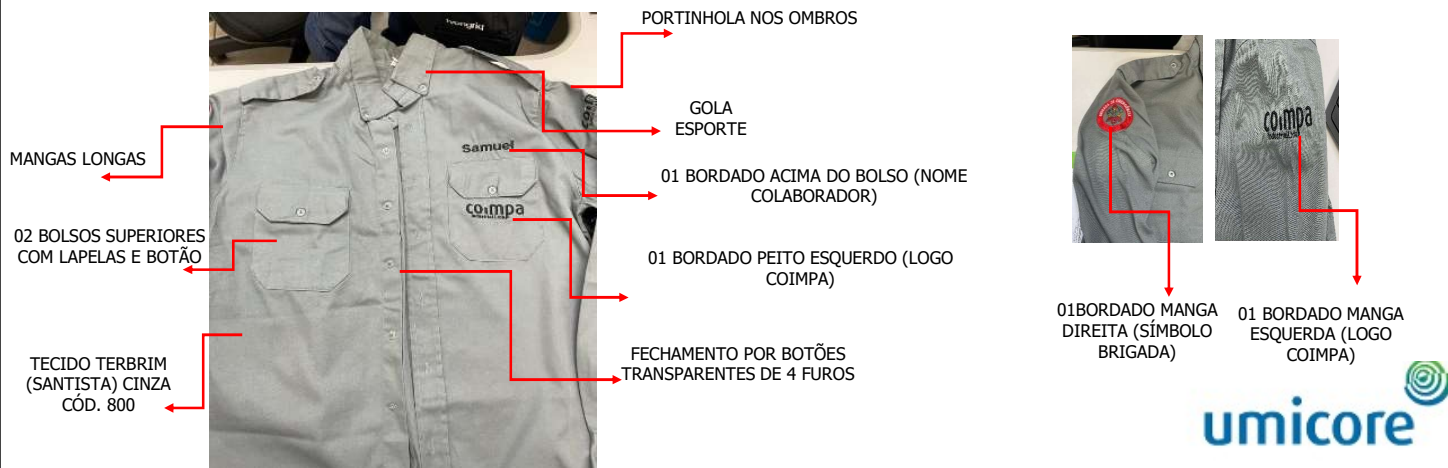 PORTINHOLA NOS OMBROS
GOLA
ESPORTE
MANGAS LONGAS
01 BORDADO ACIMA DO BOLSO (NOME
COLABORADOR)
02 BOLSOS SUPERIORES
COM LAPELAS E BOTÃO
01 BORDADO PEITO ESQUERDO (LOGO
COIMPA)
TECIDO TERBRIM
(SANTISTA) CINZA
CÓD. 800
FECHAMENTO POR BOTÕES
TRANSPARENTES DE 4 FUROS
Samuel
coimpa
coimpa
01BORDADO MANGA
DIREITA (SÍMBOLO
BRIGADA)
01 BORDADO MANGA
ESQUERDA (LOGO
COIMPA)
umicore